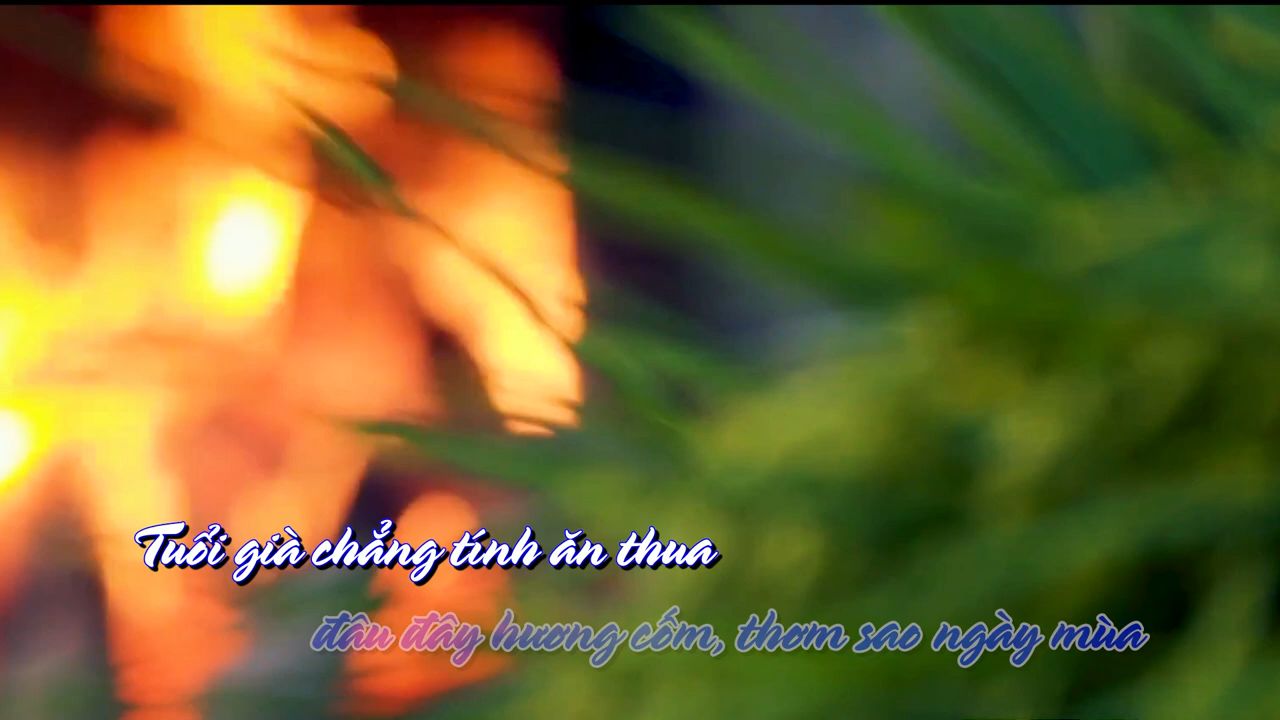 Tuổi già chẳng tính ăn thua
đâu đây hương cốm, thơm sao ngày mùa